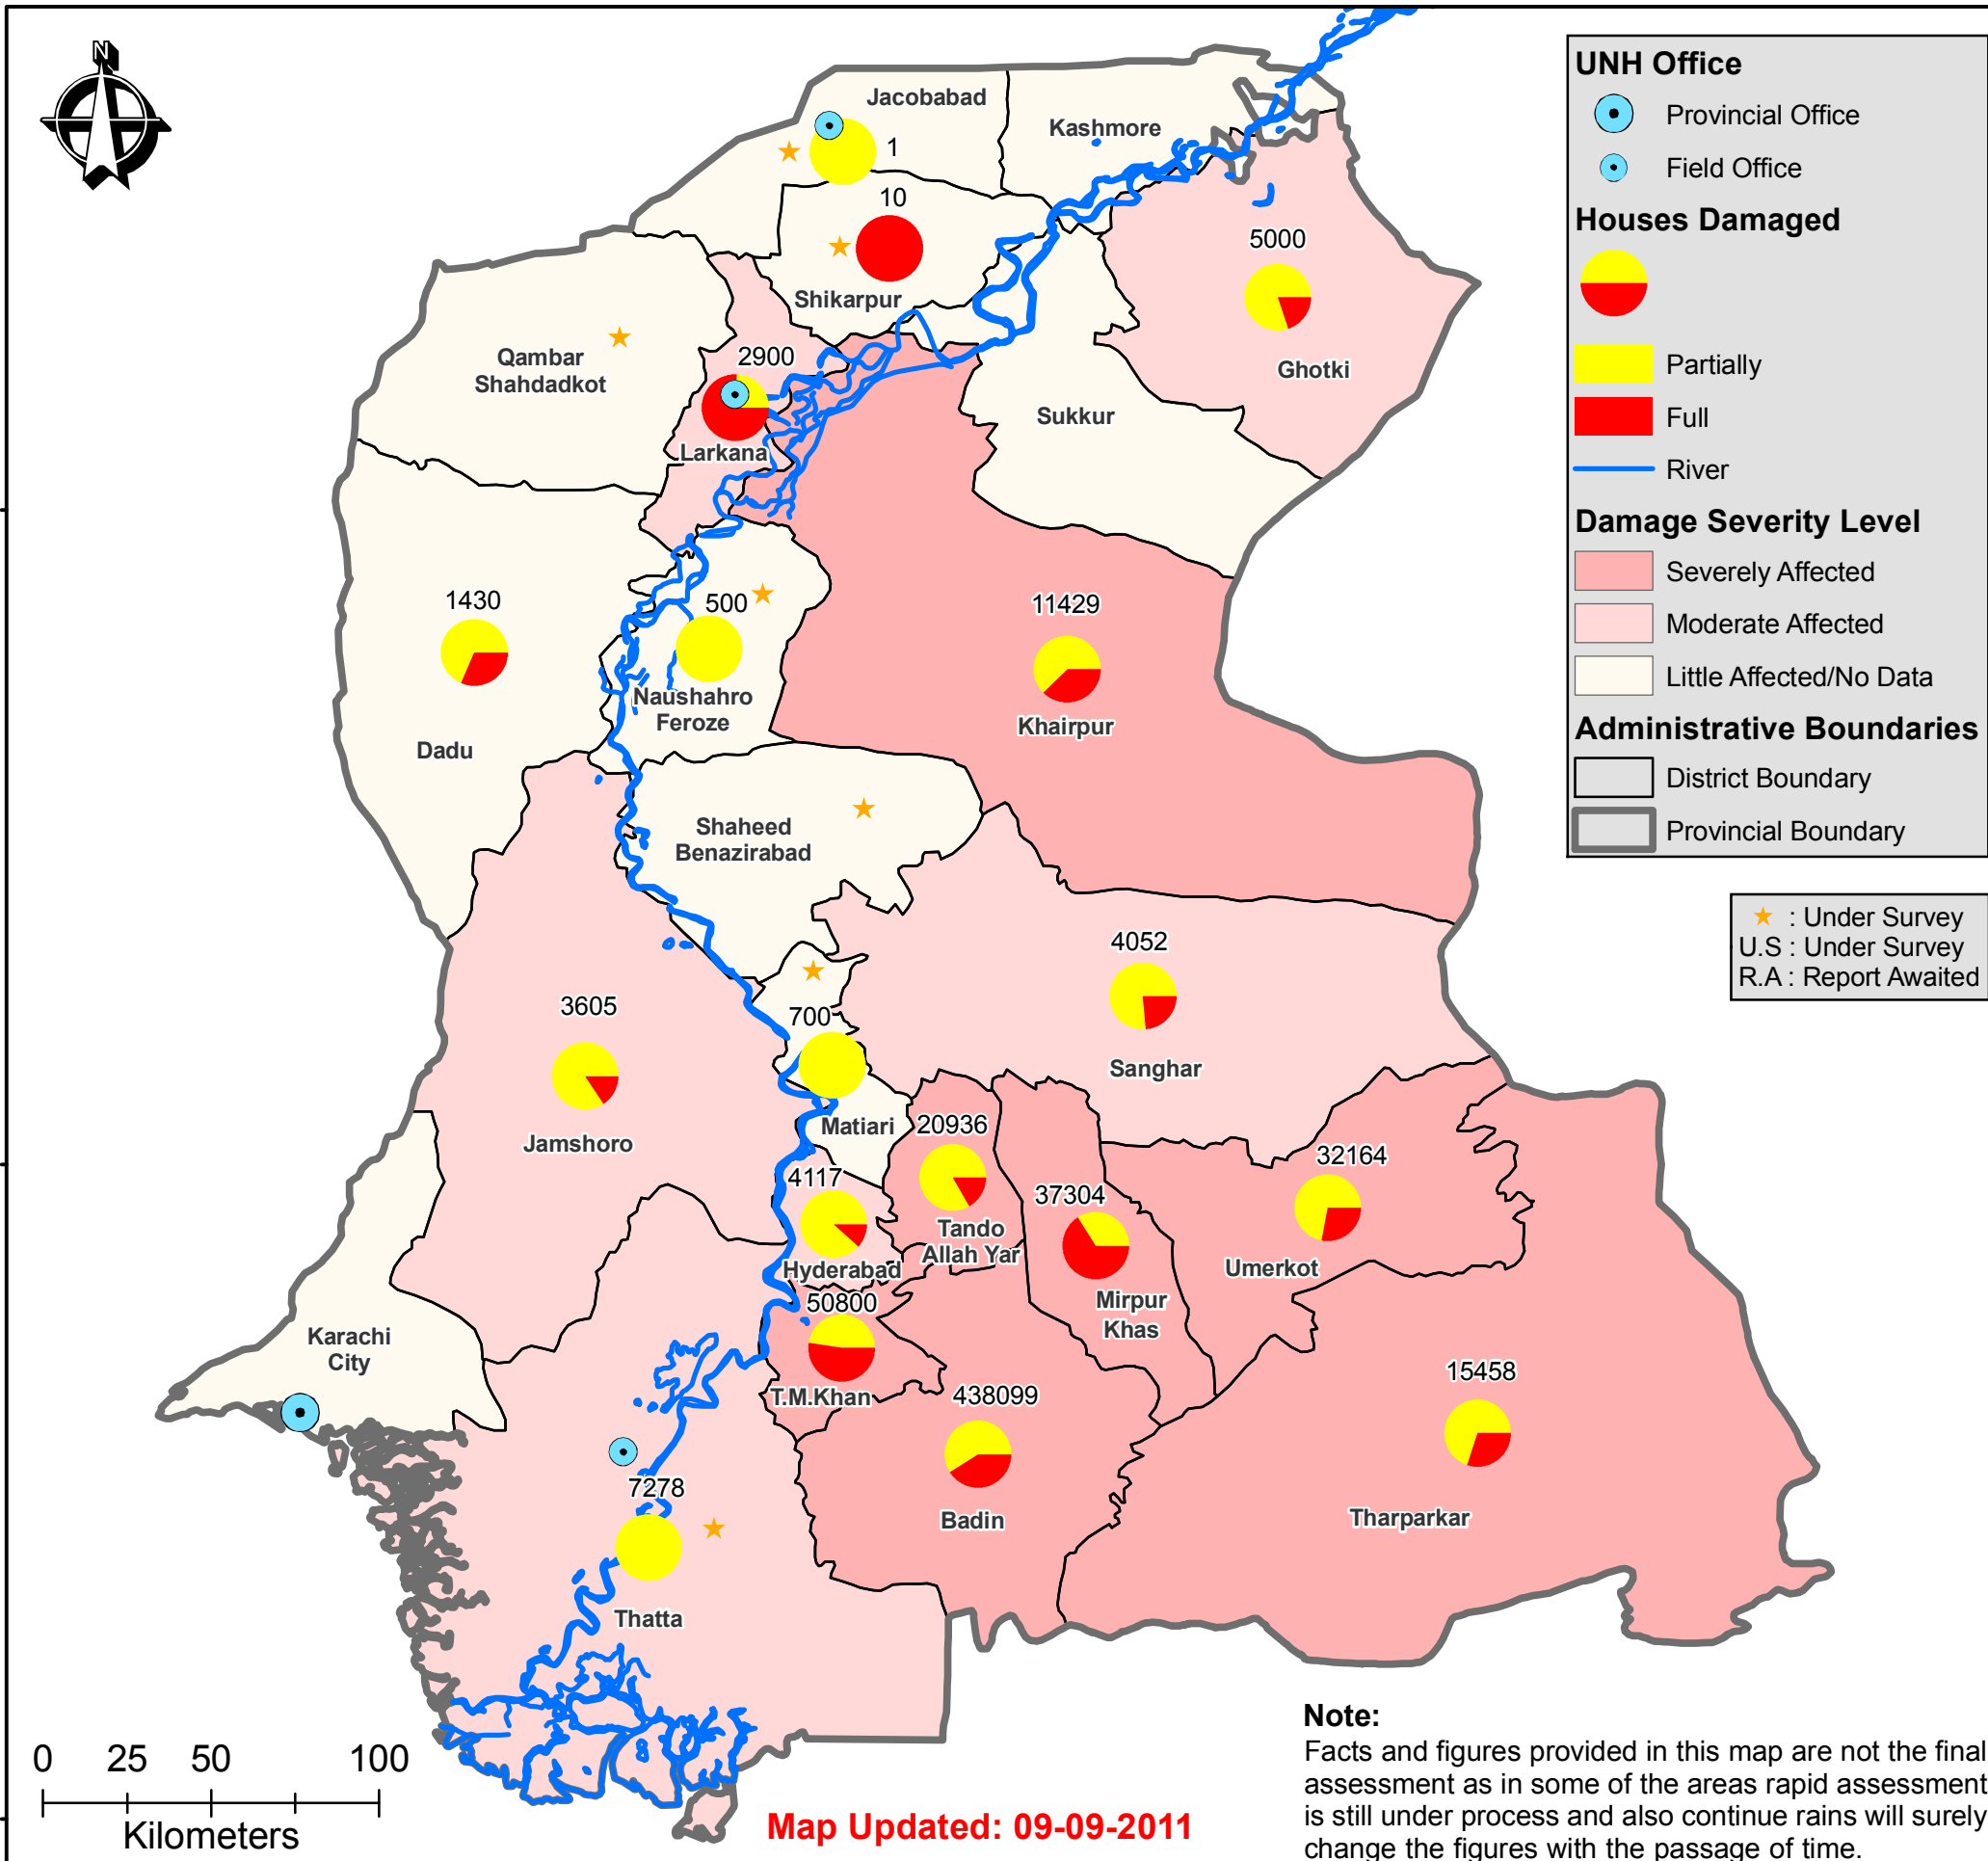 N
Jacobabad
1
Kashmore
10
Shikarpur
5000
Ghotki
Qambar
Shahdadkot
2900
Larkana
Sukkur
1430
Dadu
500
Naushahro
Feroze
11429
Khairpur
Shaheed
Benazirabad
4052
Sanghar
3605
Jamshoro
700
Matiari
20936
Tando
Allah Yar
4117
Hyderabad
37304
Mirpur
Khas
32164
Umerkot
50800
T.M.Khan
Karachi
City
438099
Badin
15458
Tharparkar
7278
Thatta
UNH Office
Provincial Office
Field Office
Houses Damaged
Partially
Full
River
Damage Severity Level
Severely Affected
Moderate Affected
Little Affected/No Data
Administrative Boundaries
District Boundary
Provincial Boundary
: Under Survey
U.S : Under Survey
R.A : Report Awaited
0 25 50 100
Kilometers
Map Updated: 09-09-2011
Note:
Facts and figures provided in this map are not the final
assessment as in some of the areas rapid assessment
is still under process and also continue rains will surely
change the figures with the passage of time.